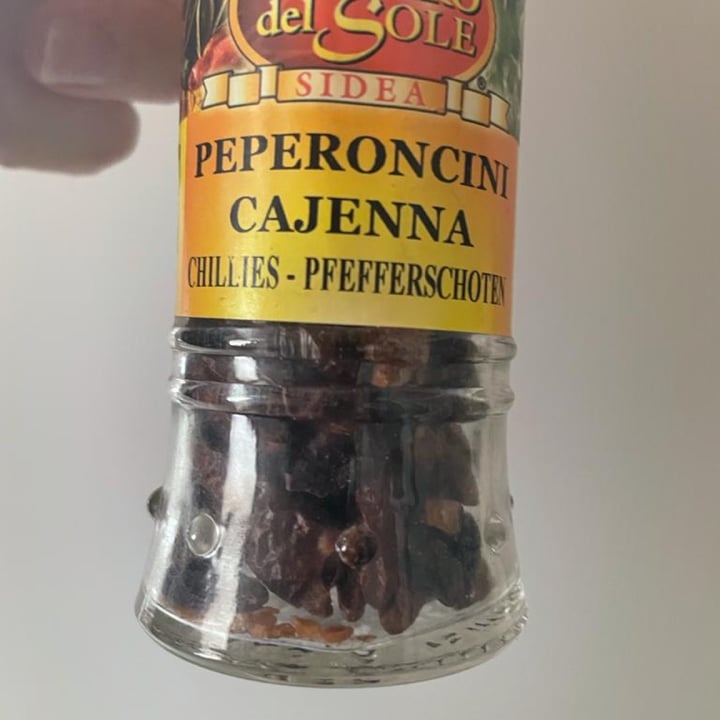 del SOLE
SIDEA
®
PEPERONCINI
CAJENNA
CHILLIES - PFEFFERSCHOTEN